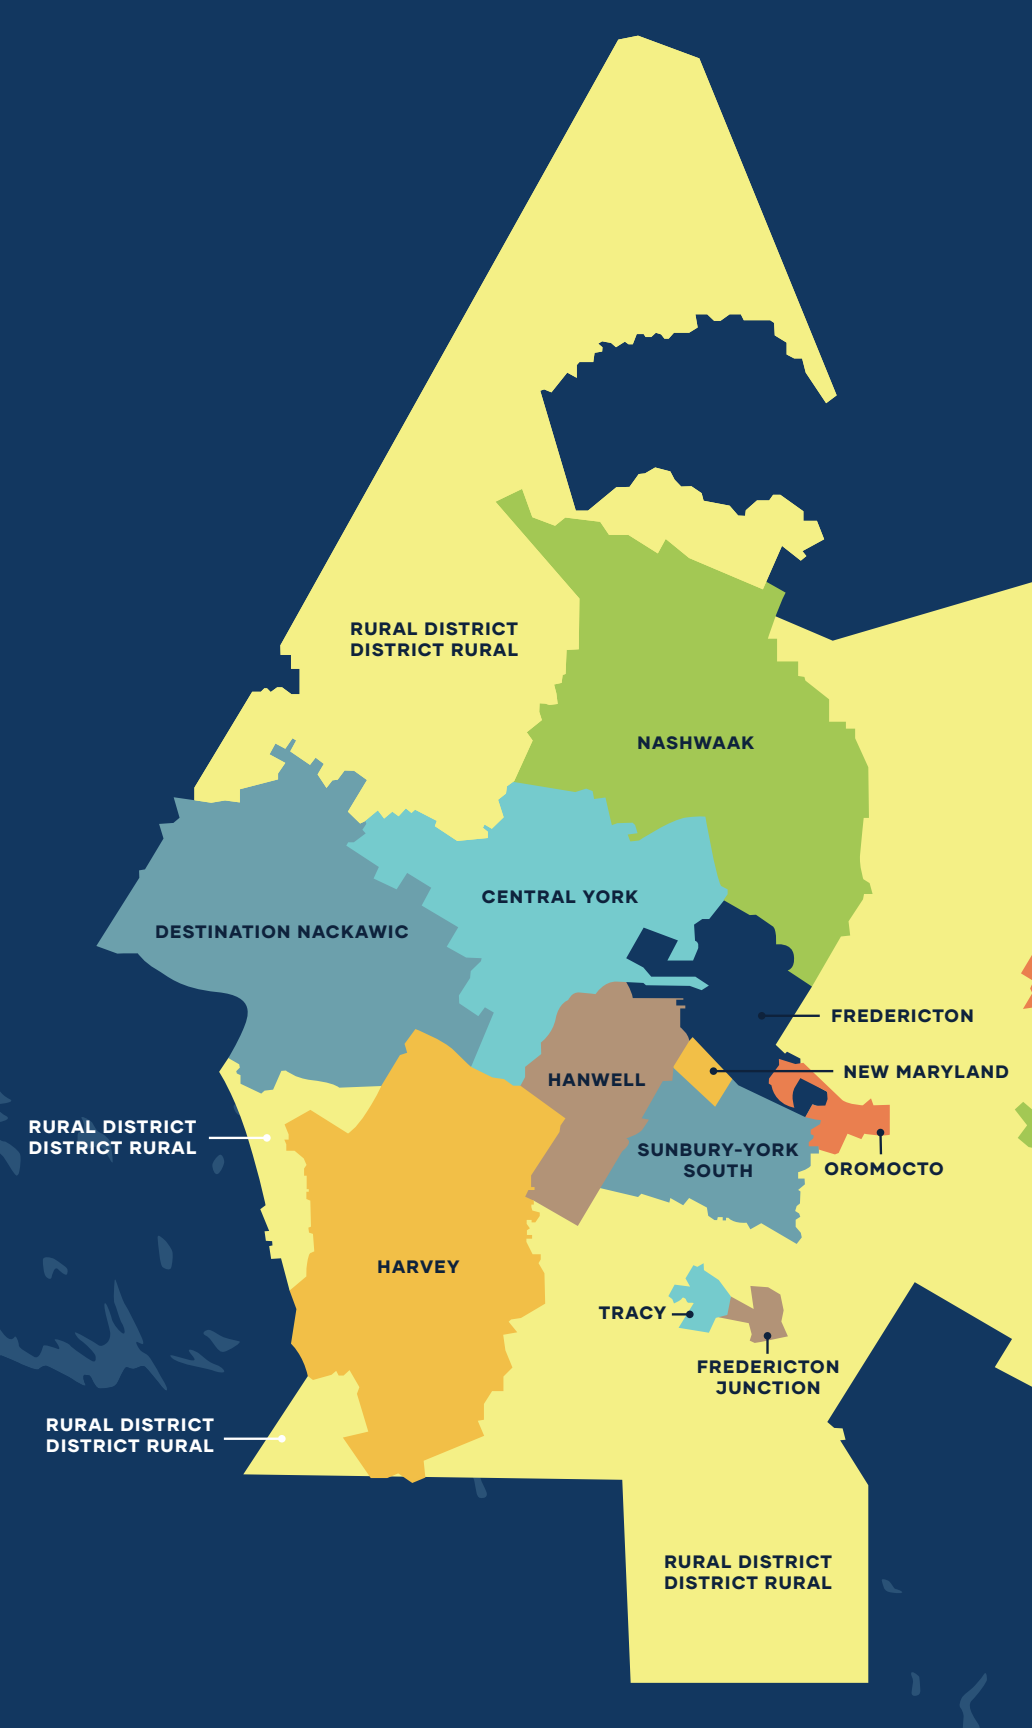 RURAL DISTRICT
DISTRICT RURAL
NASHWAAK
CENTRAL YORK
DESTINATION NACKAWIC
FREDERICTON
NEW MARYLAND
HANWELL
RURAL DISTRICT
DISTRICT RURAL
SUNBURY-YORK
SOUTH
OROMOCTO
HARVEY
TRACY
FREDERICTON
JUNCTION
RURAL DISTRICT
DISTRICT RURAL
RURAL DISTRICT
DISTRICT RURAL